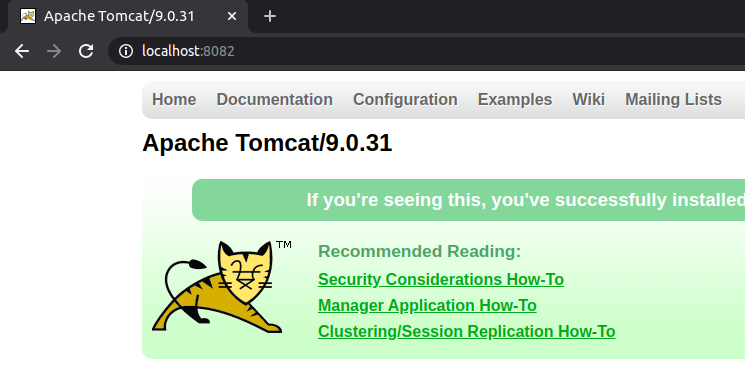 Apache Tomcat/9.0.31
localhost:8082
Home Documentation Configuration Examples Wiki Mailing Lists
Apache Tomcat/9.0.31
If you're seeing this, you've successfully installed
TM
Recommended Reading:
Security Considerations How-To
Manager Application How-To
Clustering/Session Replication How-To